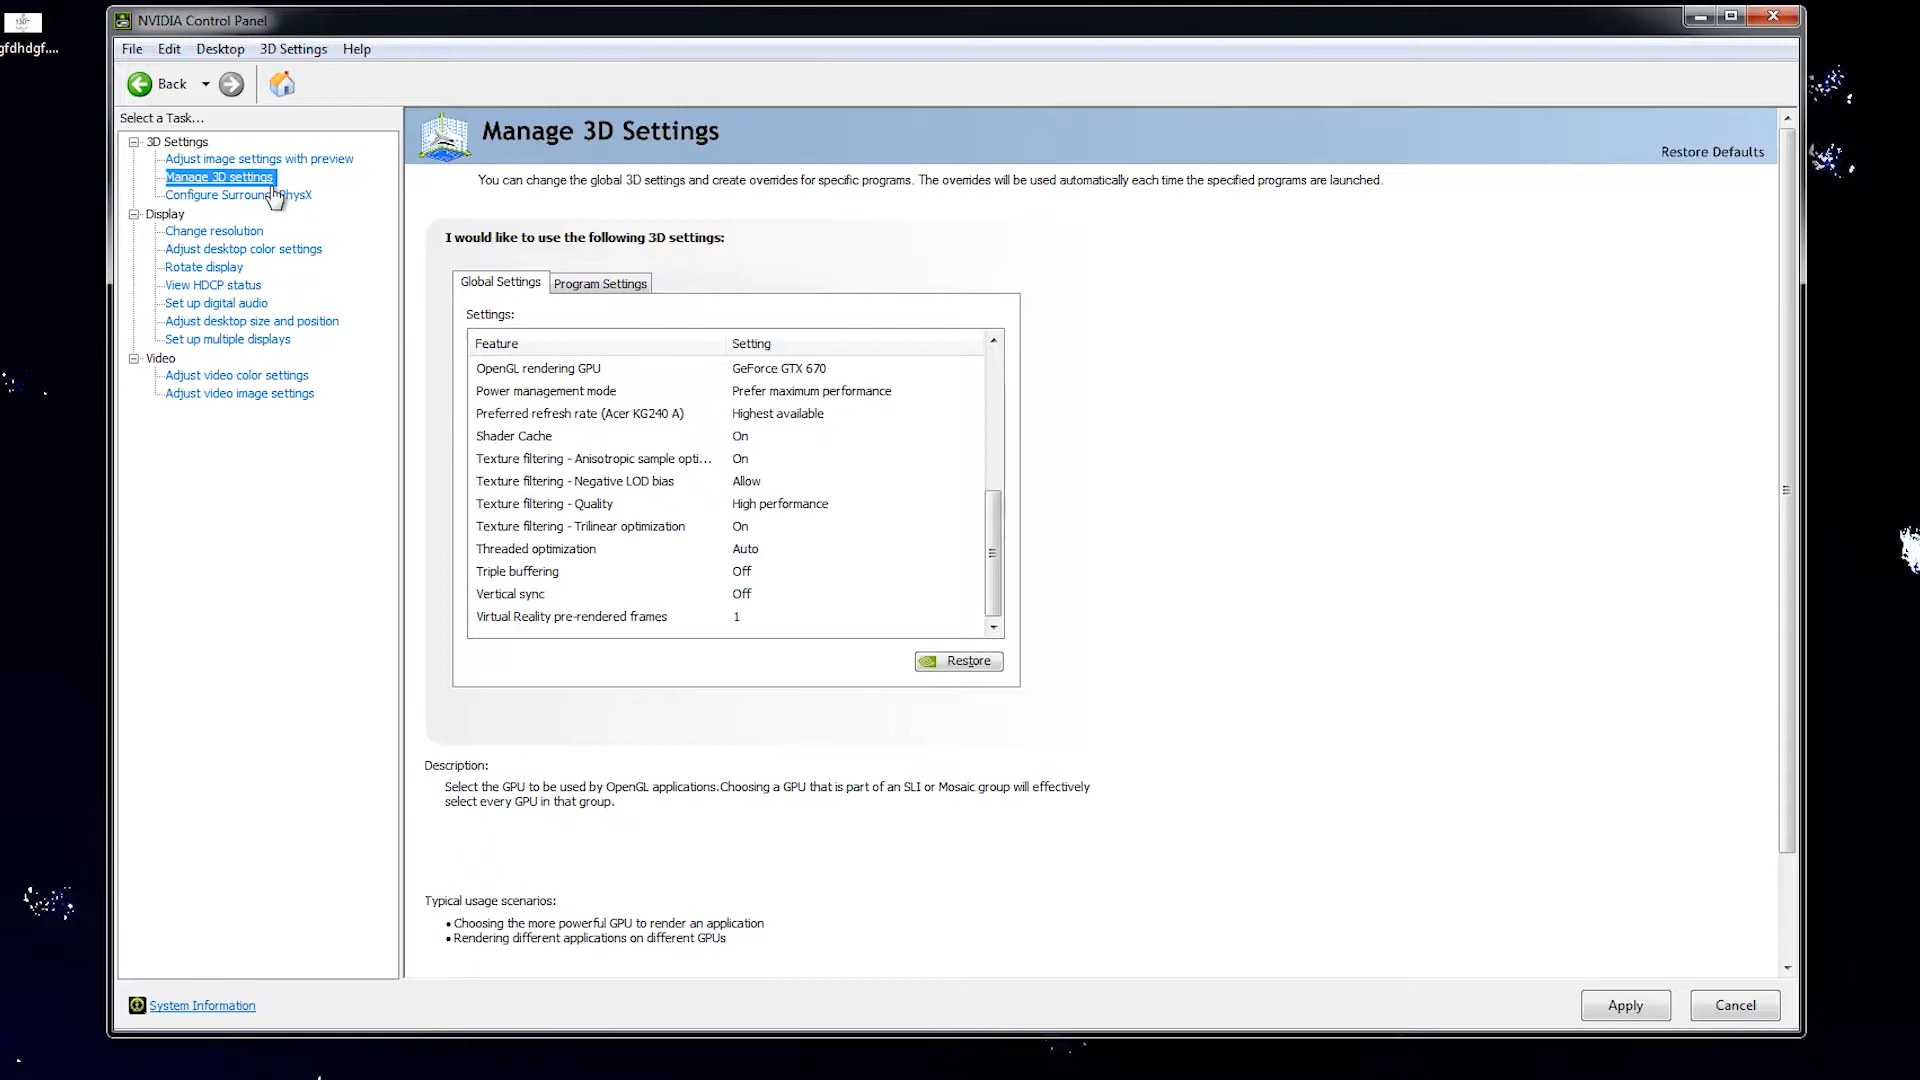 gfdhdgf....
NVIDIA Control Panel
File Edit Desktop 3D Settings Help
Back
Select a Task...
3D Settings
Adjust image settings with preview
Manage 3D settings
Configure Surround, PhysX
Display
Change resolution
Adjust desktop color settings
Rotate display
View HDCP status
Set up digital audio
Adjust desktop size and position
Set up multiple displays
Video
Adjust video color settings
Adjust video image settings
System Information
Manage 3D Settings
Restore Defaults
You can change the global 3D settings and create overrides for specific programs. The overrides will be used automatically each time the specified programs are launched.
I would like to use the following 3D settings:
Global Settings Program Settings
Settings:
Feature Setting
OpenGL rendering GPU GeForce GTX 670
Power management mode Prefer maximum performance
Preferred refresh rate (Acer KG240 A) Highest available
Shader Cache On
Texture filtering - Anisotropic sample opti... On
Texture filtering - Negative LOD bias Allow
Texture filtering - Quality High performance
Texture filtering - Trilinear optimization On
Threaded optimization Auto
Triple buffering Off
Vertical sync Off
Virtual Reality pre-rendered frames 1
Restore
Description:
Select the GPU to be used by OpenGL applications.Choosing a GPU that is part of an SLI or Mosaic group will effectively
select every GPU in that group.
Typical usage scenarios:
• Choosing the more powerful GPU to render an application
• Rendering different applications on different GPUs
Apply Cancel